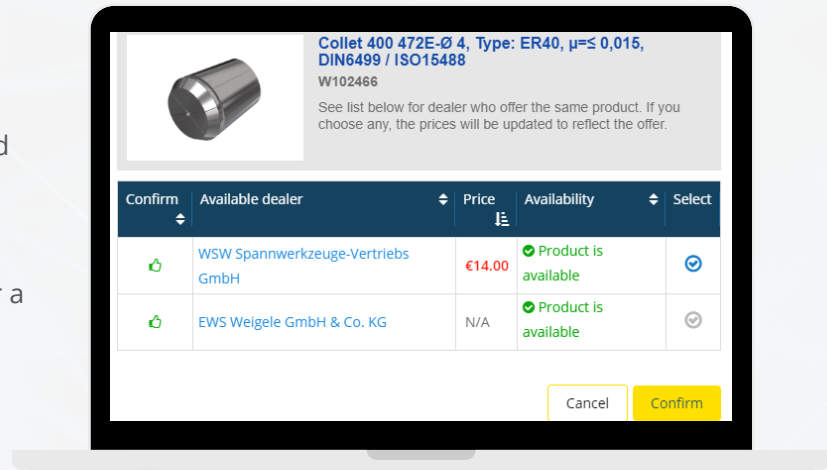 d
r a
Collet 400 472E-Ø 4, Type: ER40, µ=≤ 0,015,
DIN6499 / ISO15488
W102466
See list below for dealer who offer the same product. If you
choose any, the prices will be updated to reflect the offer.
Confirm Available dealer Price Availability Select
WSW Spannwerkzeuge-Vertriebs
GmbH
€14.00
Product is
available
EWS Weigele GmbH & Co. KG
N/A
Product is
available
Cancel Confirm